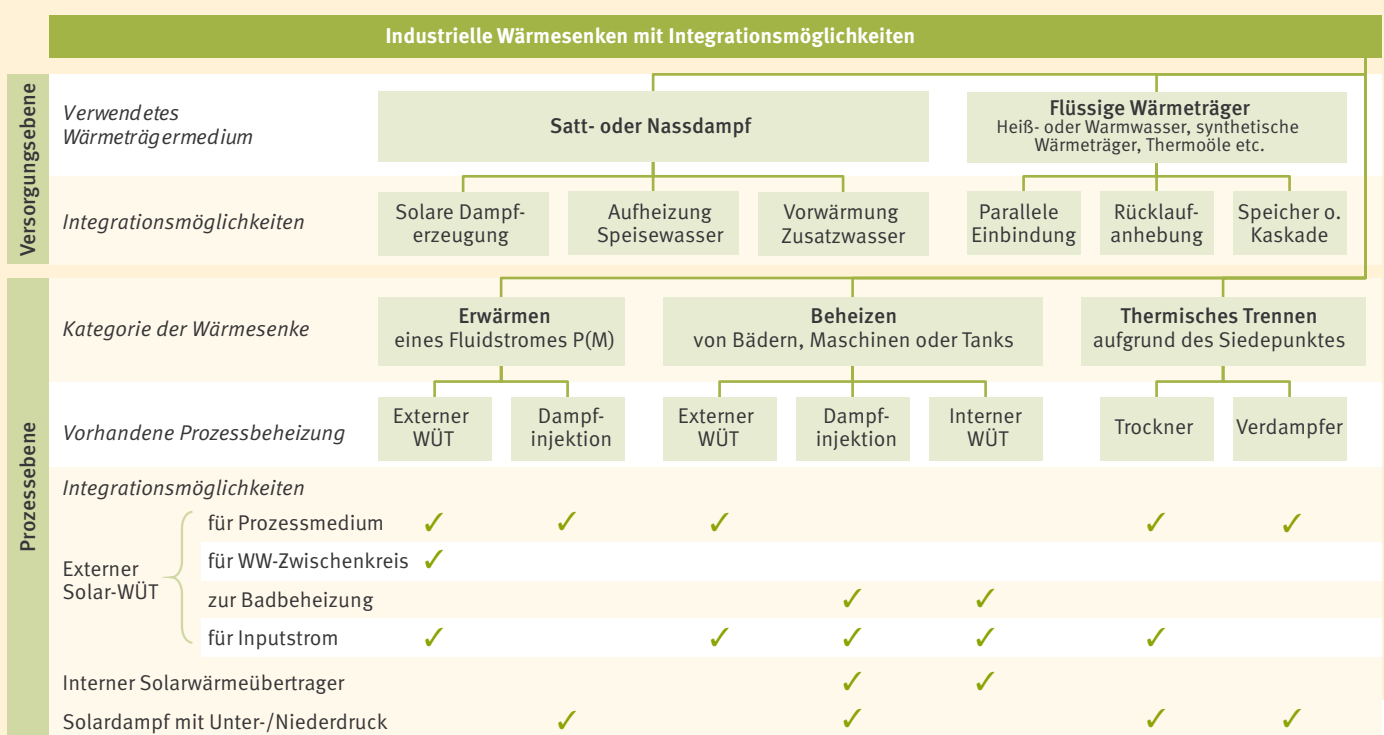 Industrielle Wärmesenken mit Integrationsmöglichkeiten
Versorgungsebene
Verwendetes
Wärmeträgermedium
Satt- oder Nassdampf
Flüssige Wärmeträger
Heiß- oder Warmwasser, synthetische
Wärmeträger, Thermoöle etc.
Integrationsmöglichkeiten
Solare Dampf-
erzeugung
Aufheizung
Speisewasser
Vorwärmung
Zusatzwasser
Parallele
Einbindung
Rücklauf-
anhebung
Speicher o.
Kaskade
Prozessebene
Kategorie der Wärmesenke
Erwärmen
eines Fluidstromes P(M)
Beheizen
von Bädern, Maschinen oder Tanks
Thermisches Trennen
aufgrund des Siedepunktes
Vorhandene Prozessbeheizung
Externer
WÜT
Dampf-
injektion
Externer
WÜT
Dampf-
injektion
Interner
WÜT
Trockner
Verdampfer
Integrationsmöglichkeiten
Externer
Solar-WÜT
für Prozessmedium ✓ ✓ ✓ ✓ ✓
für WW-Zwischenkreis ✓
zur Badbeheizung ✓ ✓
für Inputstrom ✓ ✓ ✓ ✓ ✓
Interner Solarwärmeübertrager ✓ ✓
Solardampf mit Unter-/Niederdruck ✓ ✓ ✓ ✓